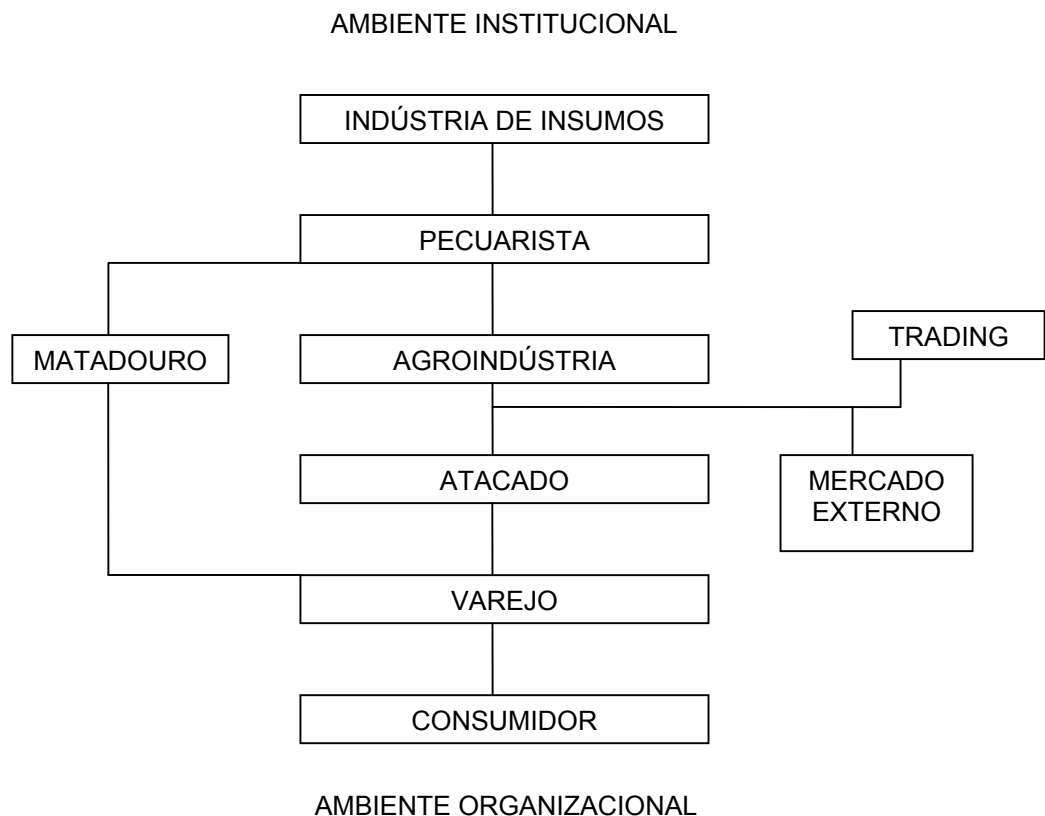 AMBIENTE INSTITUCIONAL
INDÚSTRIA DE INSUMOS
PECUARISTA
MATADOURO
AGROINDÚSTRIA
TRADING
ATACADO
MERCADO
EXTERNO
VAREJO
CONSUMIDOR
AMBIENTE ORGANIZACIONAL